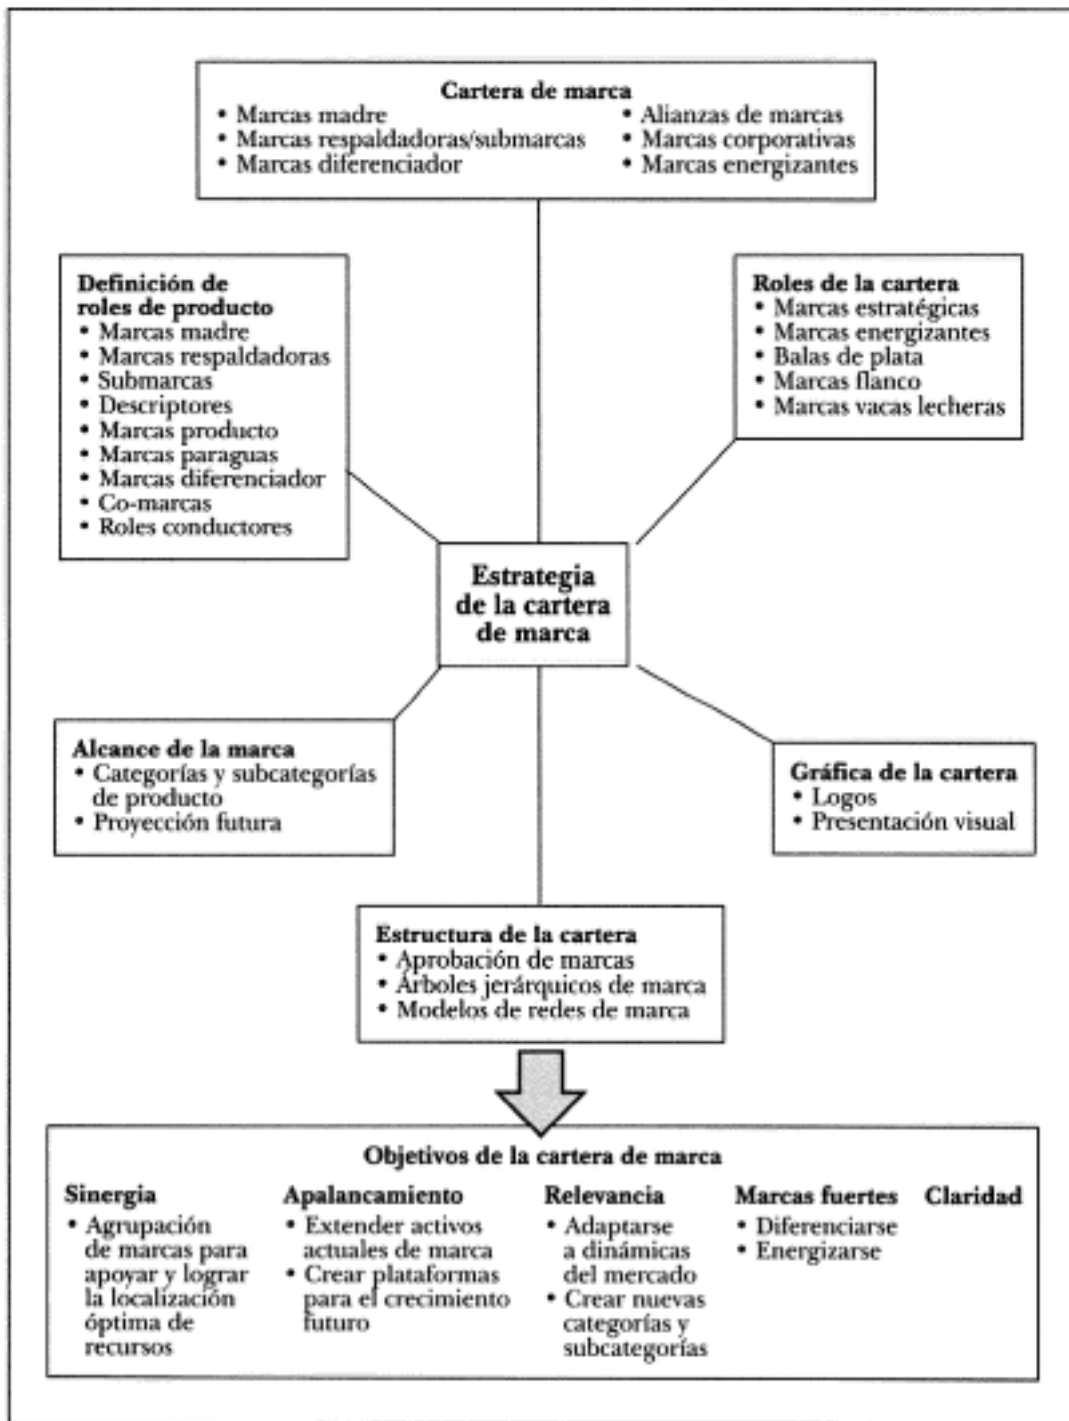 Cartera de marca
• Marcas madre
• Marcas respaldadoras/submarcas
• Marcas diferenciador
• Alianzas de marcas
• Marcas corporativas
• Marcas energizantes
Definición de
roles de producto
• Marcas madre
• Marcas respaldadoras
• Submarcas
• Descriptores
• Marcas producto
• Marcas paraguas
• Marcas diferenciador
• Co-marcas
• Roles conductores
Roles de la cartera
• Marcas estratégicas
• Marcas energizantes
• Balas de plata
• Marcas flanco
• Marcas vacas lecheras
Estrategia
de la cartera
de marca
Alcance de la marca
• Categorías y subcategorías
de producto
• Proyección futura
Gráfica de la cartera
• Logos
• Presentación visual
Estructura de la cartera
• Aprobación de marcas
• Árboles jerárquicos de marca
• Modelos de redes de marca
Objetivos de la cartera de marca
Sinergia
• Agrupación
de marcas para
apoyar y lograr
la localización
óptima de
recursos
Apalancamiento
• Extender activos
actuales de marca
• Crear plataformas
para el crecimiento
futuro
Relevancia
• Adaptarse
a dinámicas
del mercado
• Crear nuevas
categorías y
subcategorías
Marcas fuertes
• Diferenciarse
• Energizarse
Claridad